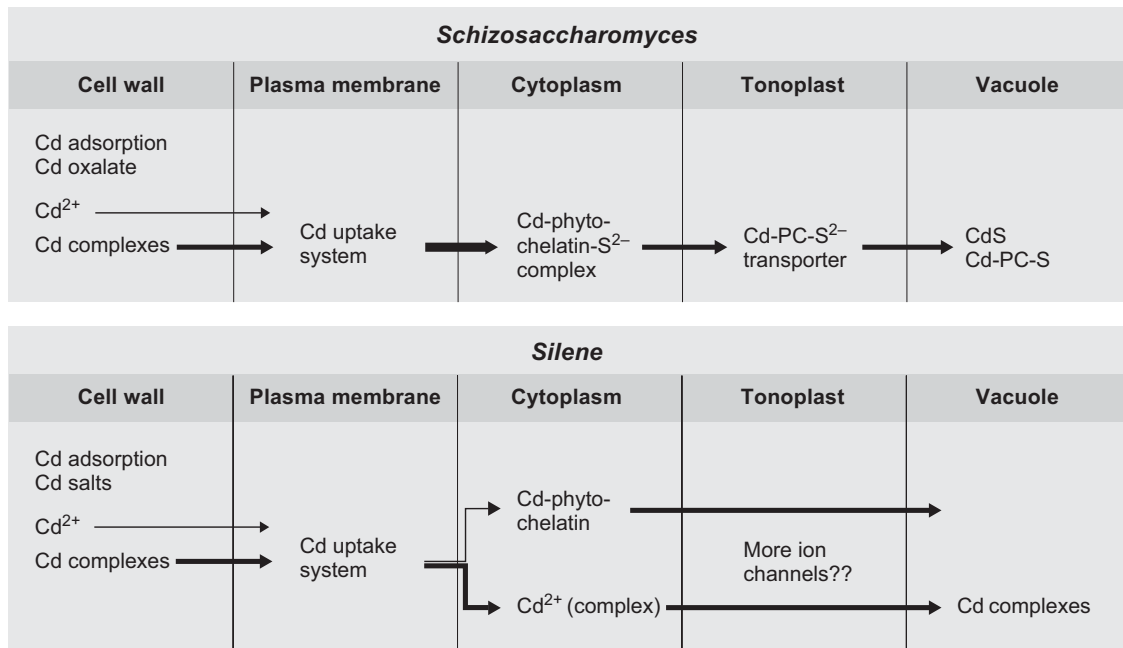 Schizosaccharomyces
Cell wall Plasma membrane Cytoplasm Tonoplast Vacuole
Cd adsorption
Cd oxalate
Cd²⁺
Cd complexes
Cd uptake
system
Cd-phyto-
chelatin-S²⁻
complex
Cd-PC-S²⁻
transporter
CdS
Cd-PC-S
Silene
Cell wall Plasma membrane Cytoplasm Tonoplast Vacuole
Cd adsorption
Cd salts
Cd²⁺
Cd complexes
Cd uptake
system
Cd-phyto-
chelatin
Cd²⁺ (complex)
More ion
channels??
Cd complexes